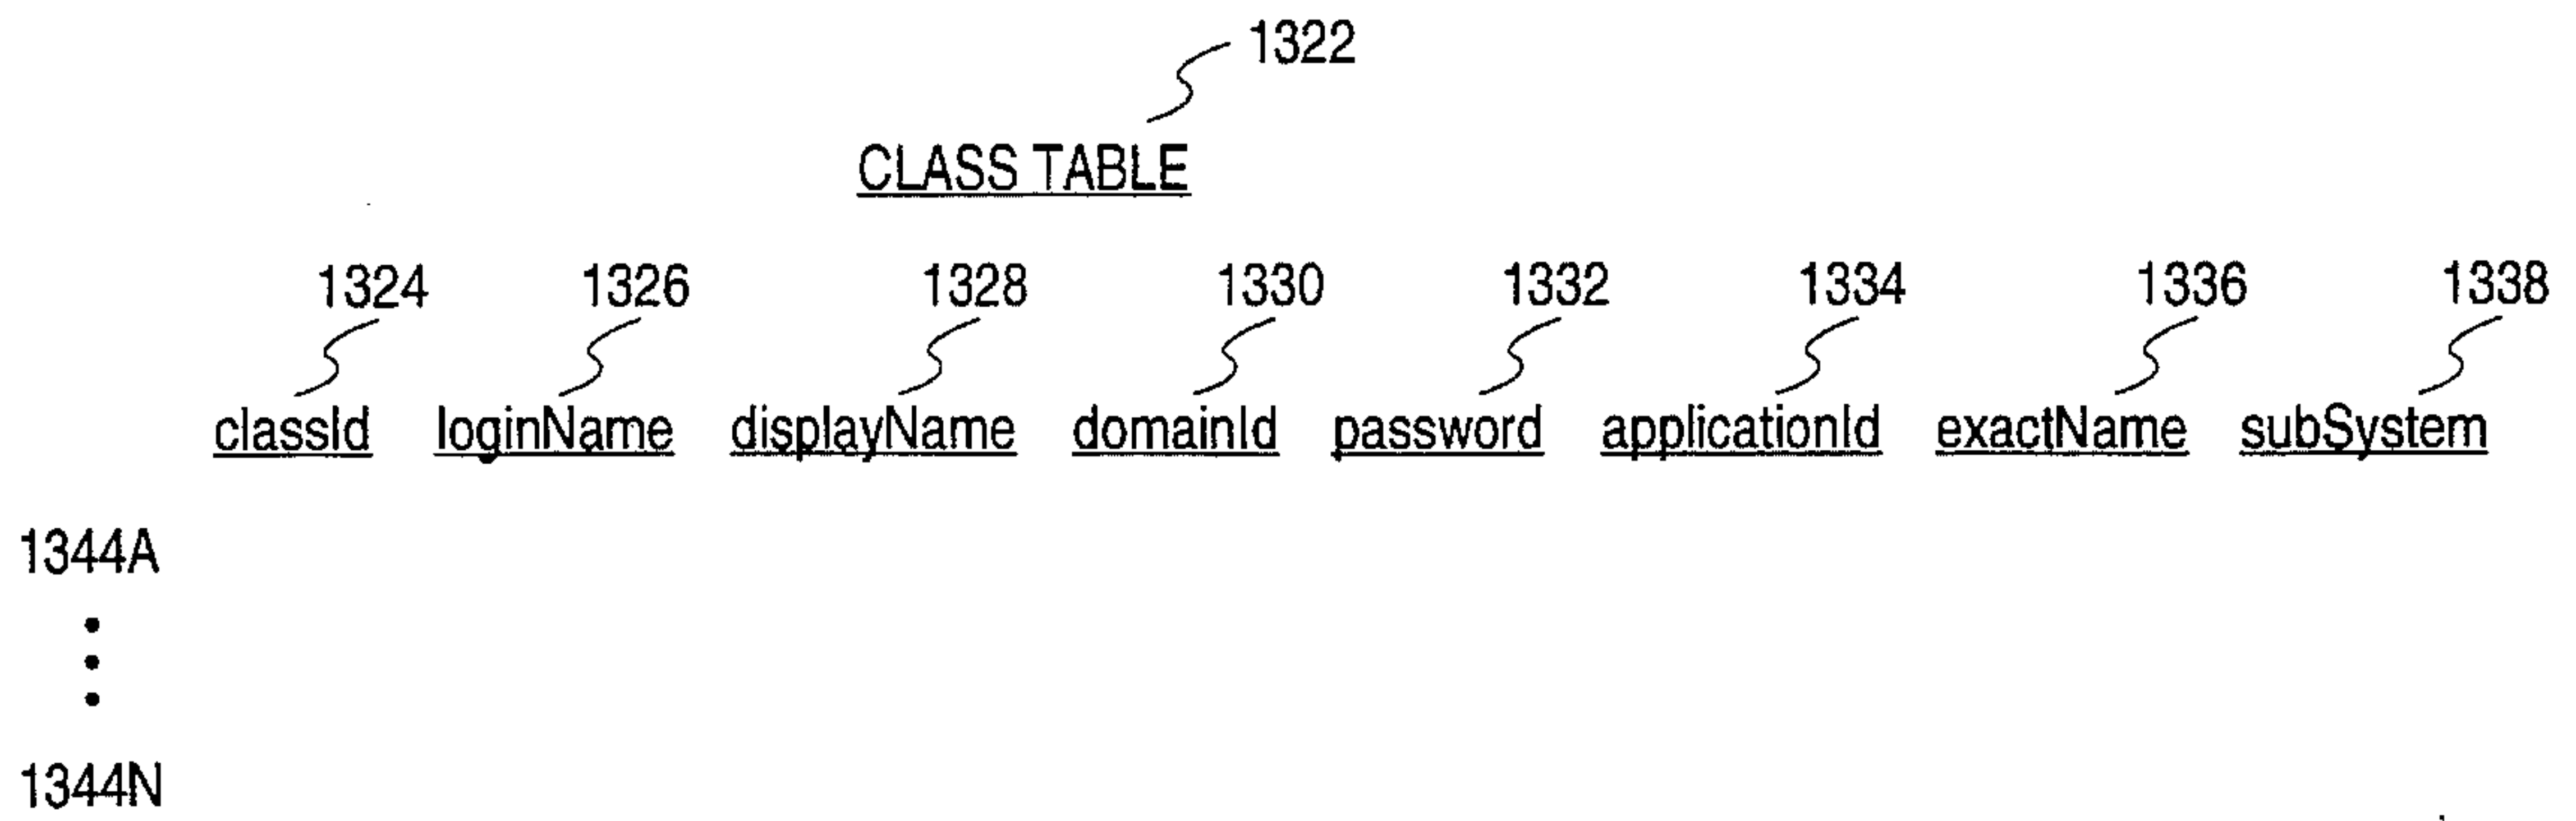 1322
CLASS TABLE
1324 1326 1328 1330 1332 1334 1336 1338
classId loginName displayName domainId password applicationId exactName subSystem
1344A
1344N